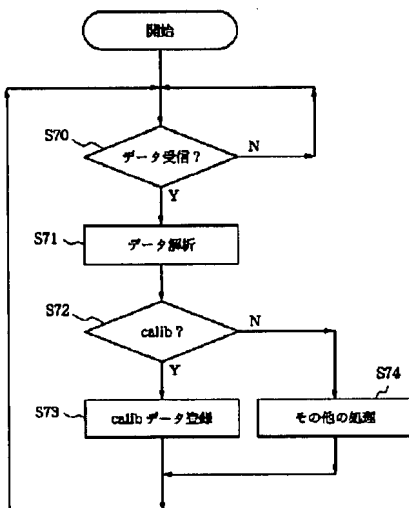 開始
S70
データ受信？
N
Y
S71
データ解析
S72
calib？
N
Y
S73
calib データ登録
S74
その他の処理